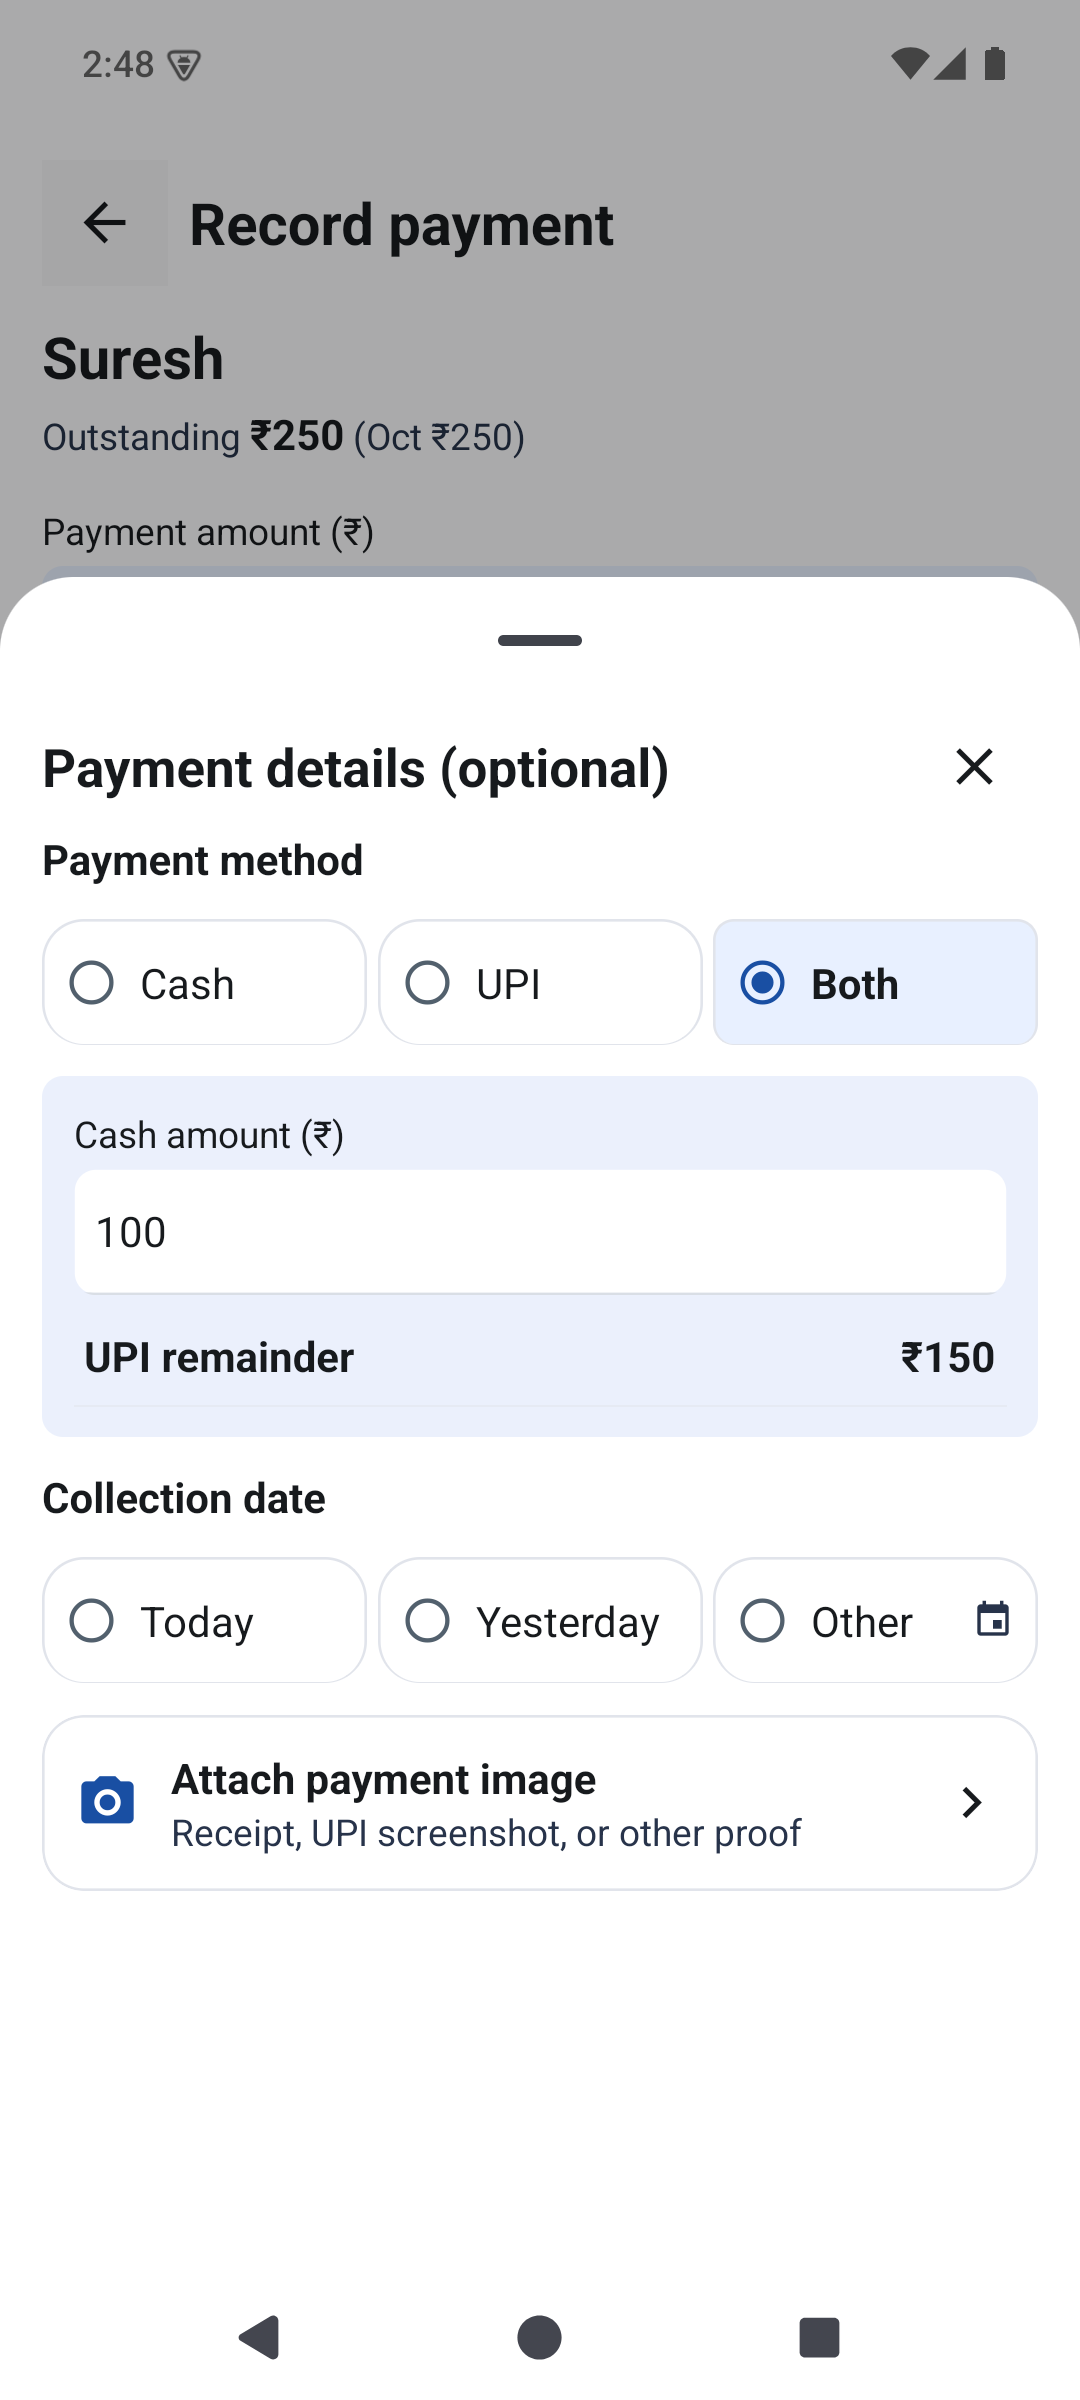 2:48
Record payment
Suresh
Outstanding ₹250 (Oct ₹250)
Payment amount (₹)
Payment details (optional)
Payment method
Cash
UPI
Both
Cash amount (₹)
100
UPI remainder ₹150
Collection date
Today
Yesterday
Other
Attach payment image
Receipt, UPI screenshot, or other proof